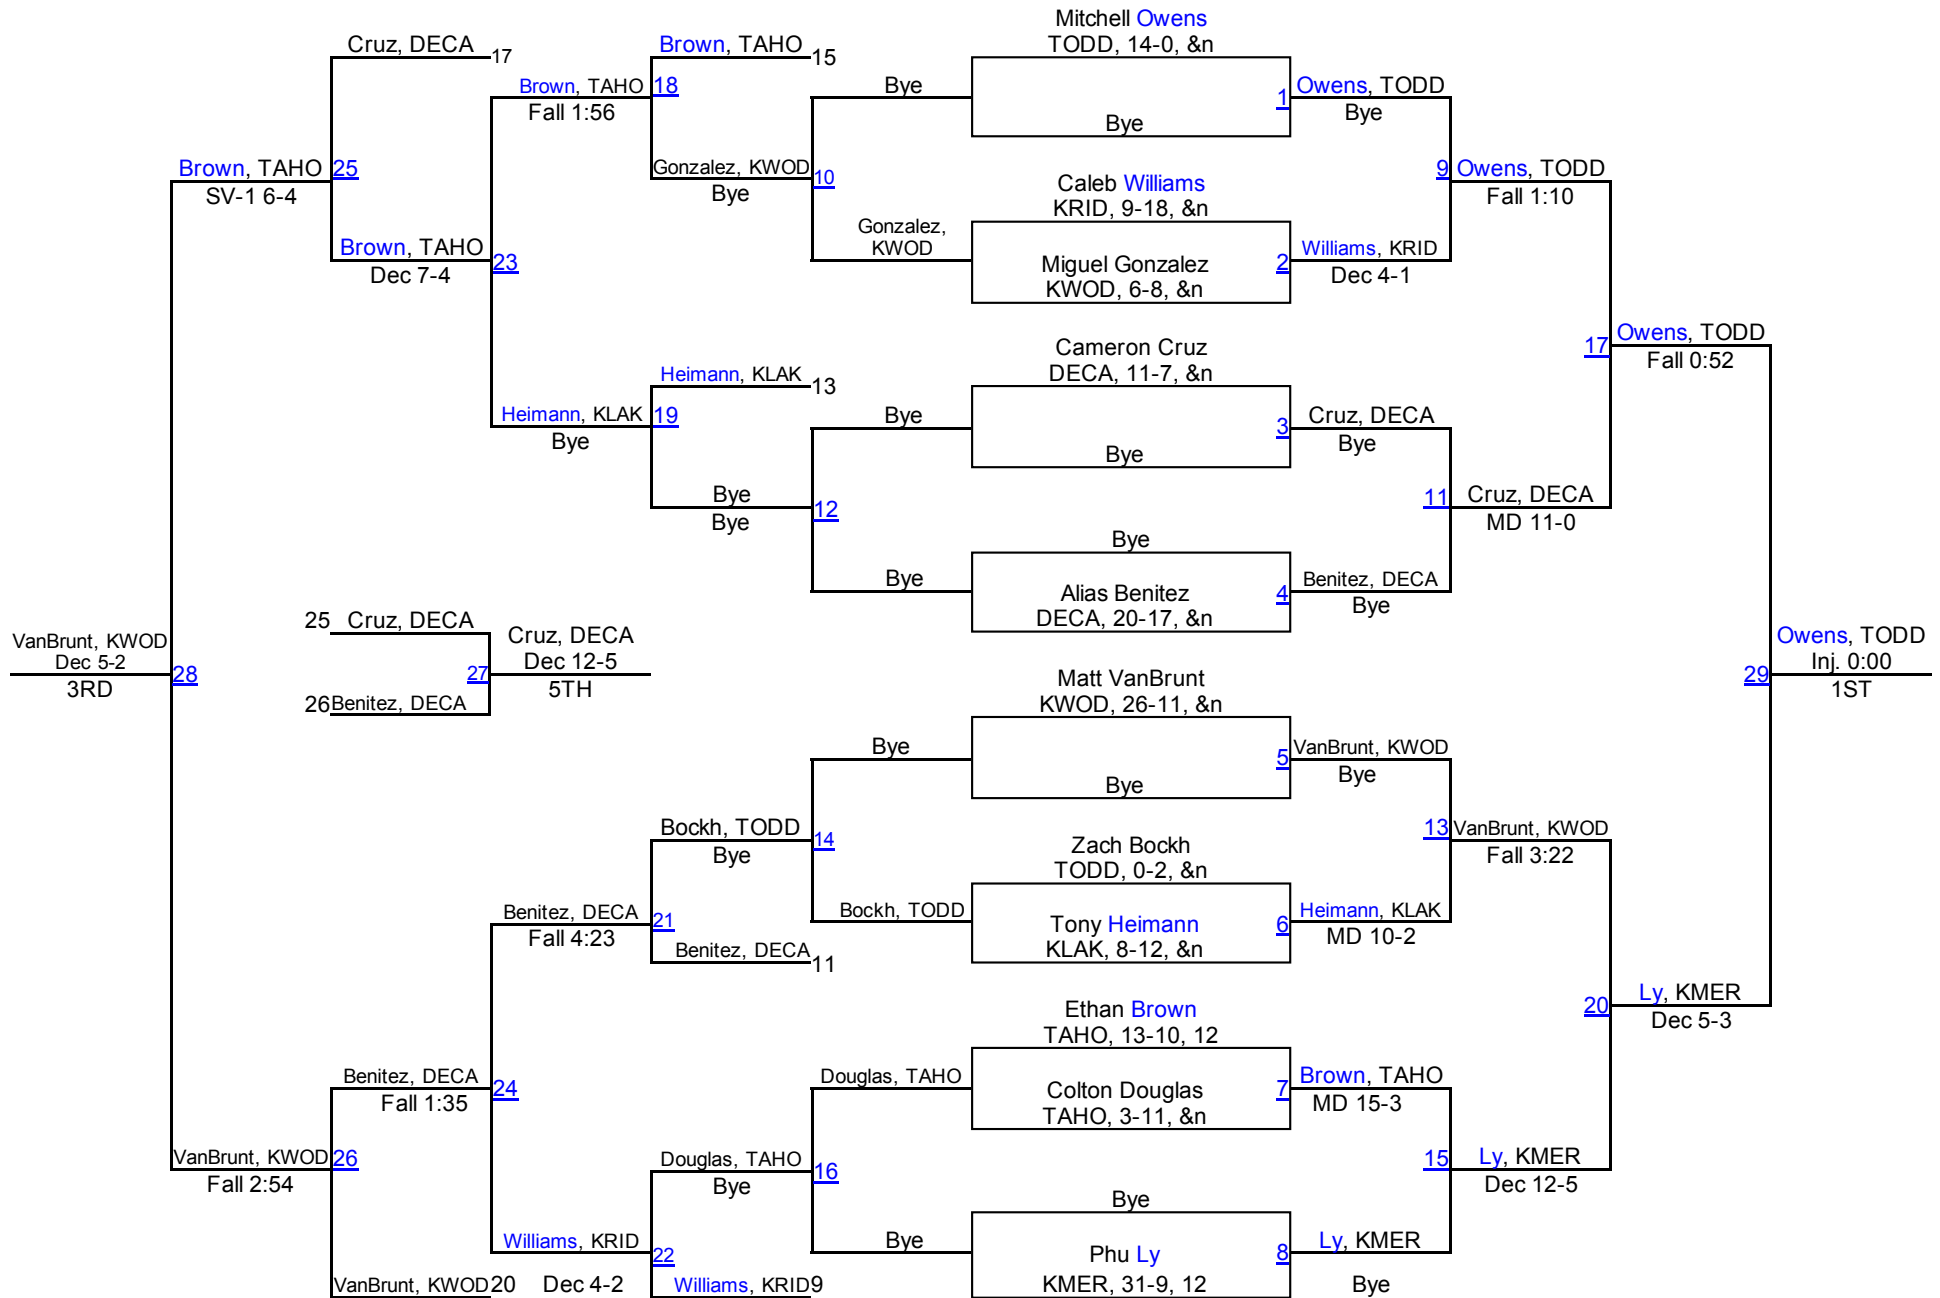 Mitchell Owens
TODD, 14-0, &n
Cruz, DECA
17
Brown, TAHO
15
Brown, TAHO
18
Fall 1:56
Bye
1
Owens, TODD
Bye
Bye
Brown, TAHO
25
SV-1 6-4
Gonzalez, KWOD
10
Bye
Caleb Williams
KRID, 9-18, &n
9
Owens, TODD
Fall 1:10
Gonzalez,
KWOD
Brown, TAHO
23
Dec 7-4
Miguel Gonzalez
KWOD, 6-8, &n
2
Williams, KRID
Dec 4-1
Cameron Cruz
DECA, 11-7, &n
17
Owens, TODD
Fall 0:52
Heimann, KLAK
13
Heimann, KLAK
19
Bye
Bye
Bye
3
Cruz, DECA
Bye
Bye
Bye
12
11
Cruz, DECA
MD 11-0
Bye
Bye
Alias Benitez
DECA, 20-17, &n
4
Benitez, DECA
Bye
25 Cruz, DECA
27
Cruz, DECA
Dec 12-5
5TH
26 Benitez, DECA
VanBrunt, KWOD
Dec 5-2
3RD
28
Owens, TODD
Inj. 0:00
1ST
29
Matt VanBrunt
KWOD, 26-11, &n
Bye
Bye
5
VanBrunt, KWOD
Bye
Bockh, TODD
Bye
14
Zach Bockh
TODD, 0-2, &n
13
VanBrunt, KWOD
Fall 3:22
Benitez, DECA
Fall 4:23
21
Bockh, TODD
Tony Heimann
KLAK, 8-12, &n
6
Heimann, KLAK
MD 10-2
Benitez, DECA
11
Ethan Brown
TAHO, 13-10, 12
20
Ly, KMER
Dec 5-3
Benitez, DECA
Fall 1:35
24
Douglas, TAHO
Colton Douglas
TAHO, 3-11, &n
7
Brown, TAHO
MD 15-3
VanBrunt, KWOD
26
Fall 2:54
Douglas, TAHO
Bye
16
15
Ly, KMER
Dec 12-5
Bye
Williams, KRID
22
Bye
Phu Ly
KMER, 31-9, 12
8
Ly, KMER
Bye
VanBrunt, KWOD
20
Dec 4-2
Williams, KRID
9